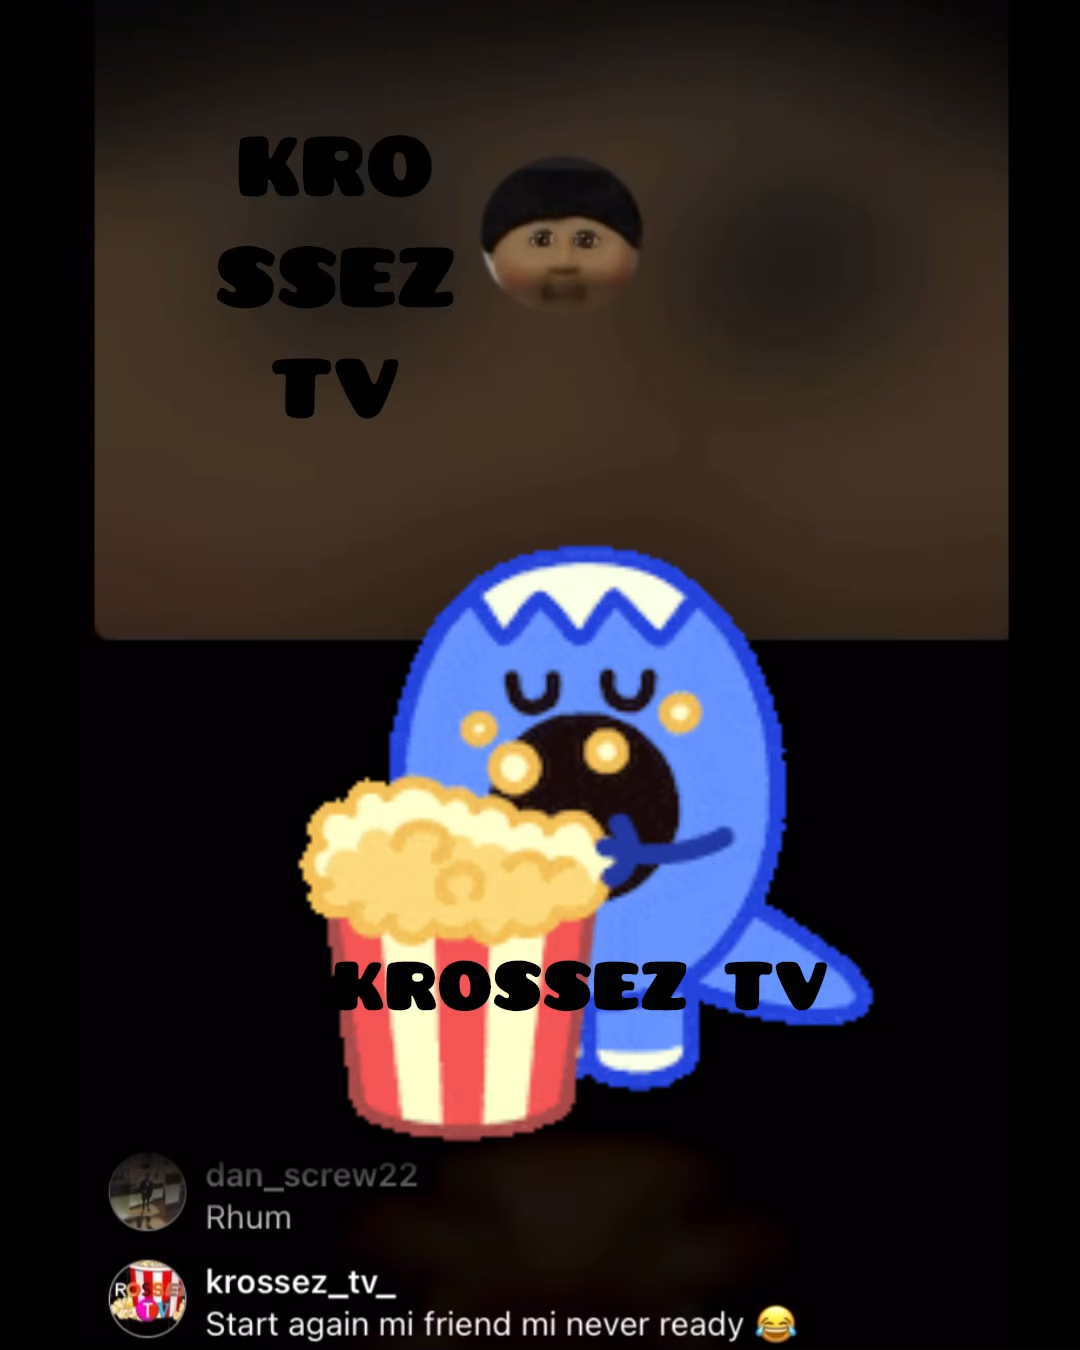 KRO
SSEZ
TV
KROSSEZ TV
dan_screw22
Rhum
krossez_tv_
Start again mi friend mi never ready 😂